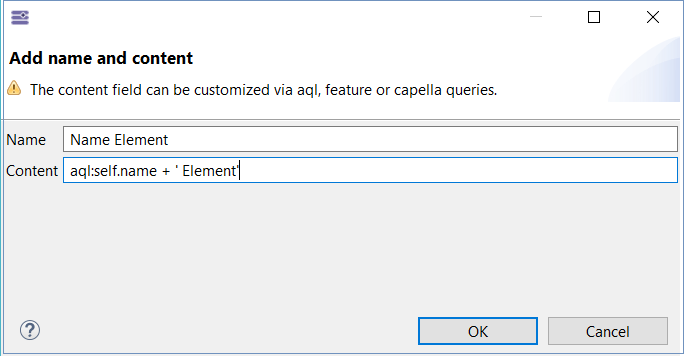 Add name and content
The content field can be customized via aql, feature or capella queries.
Name Name Element
Content aql:self.name + ' Element'
?
OK Cancel